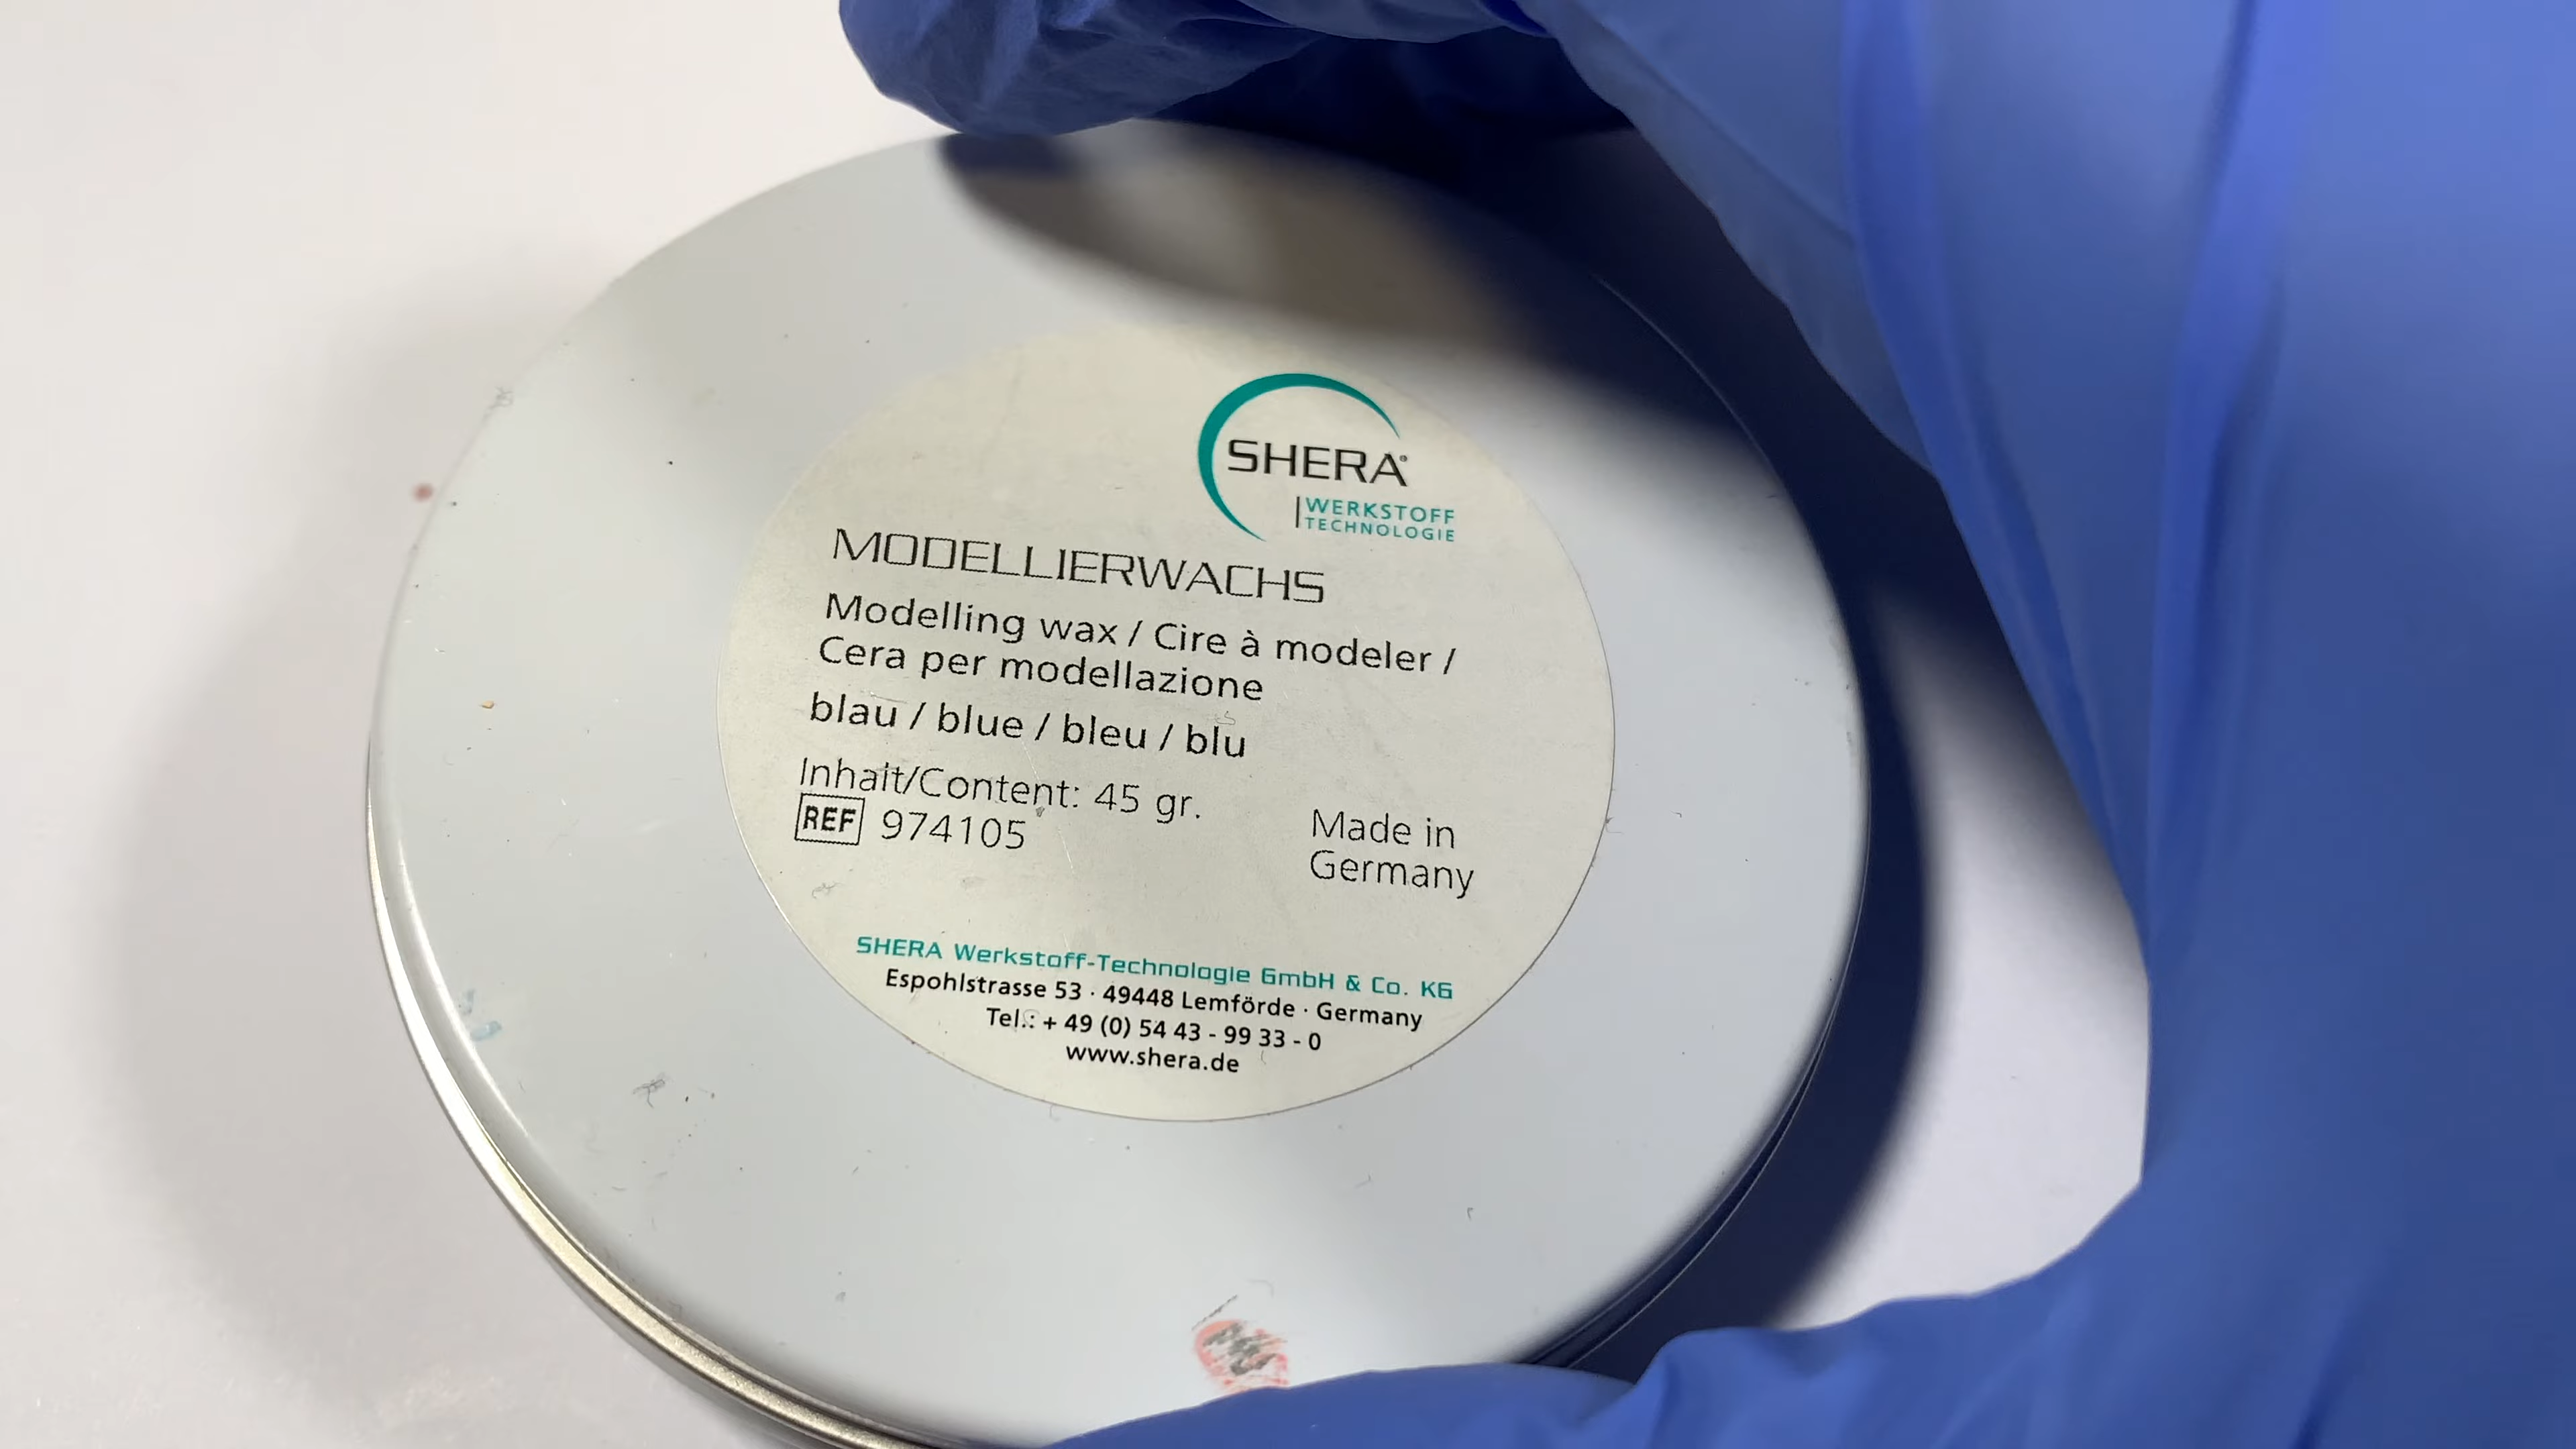 SHERA®
WERKSTOFF
TECHNOLOGIE
MODELLIERWACHS
Modelling wax / Cire à modeler /
Cera per modellazione
blau / blue / bleu / blu
Inhalt/Content: 45 gr.
REF 974105
Made in
Germany
SHERA Werkstoff-Technologie GmbH & Co. KG
Espohlstrasse 53 · 49448 Lemförde · Germany
Tel.: + 49 (0) 54 43 - 99 33 - 0
www.shera.de